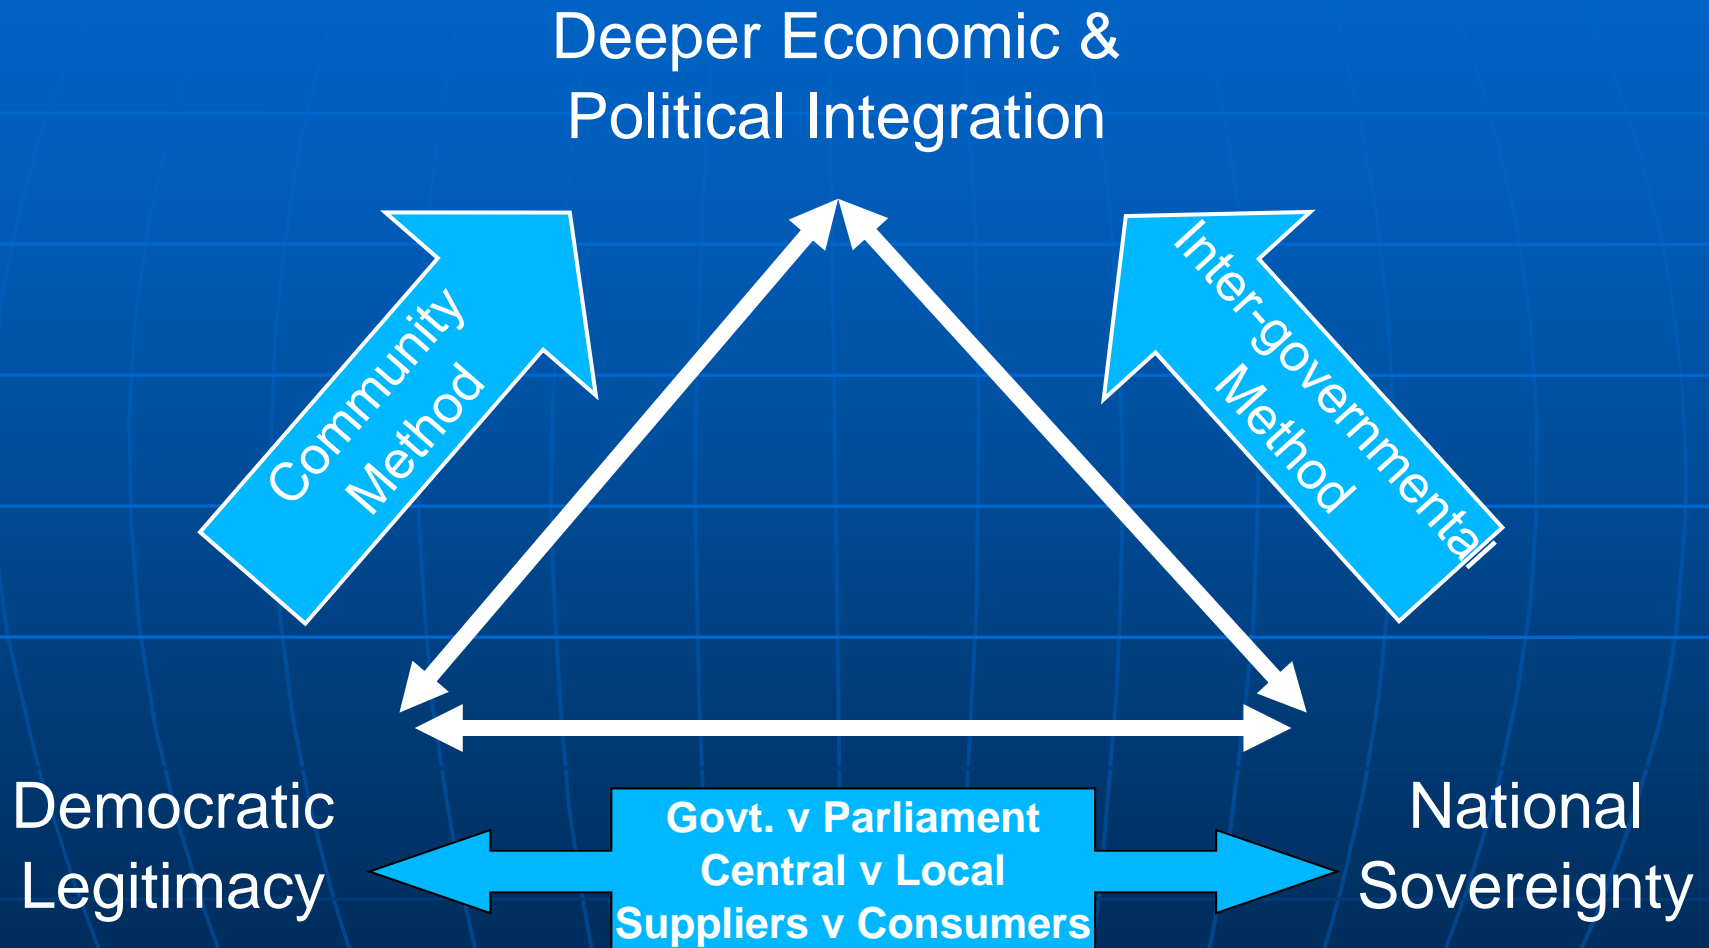 Deeper Economic &
Political Integration
Community
Method
Inter-governmental
Method
Democratic
Legitimacy
Govt. v Parliament
Central v Local
Suppliers v Consumers
National
Sovereignty